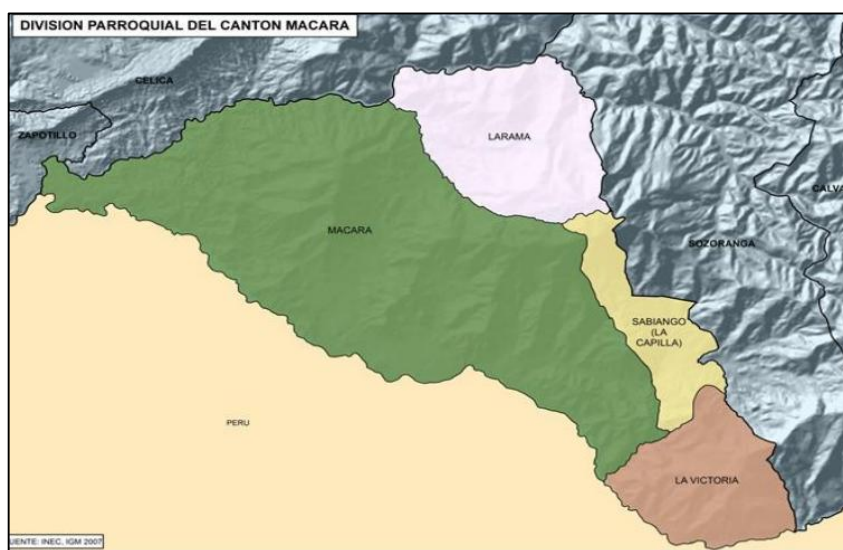 DIVISION PARROQUIAL DEL CANTON MACARA
CELICA
ZAPOTILLO
LARAMA
CALVA
MACARA
SOZORANGA
SABIANGO
(LA
CAPILLA)
PERU
LA VICTORIA
UENTE: INEC, IGM 2007